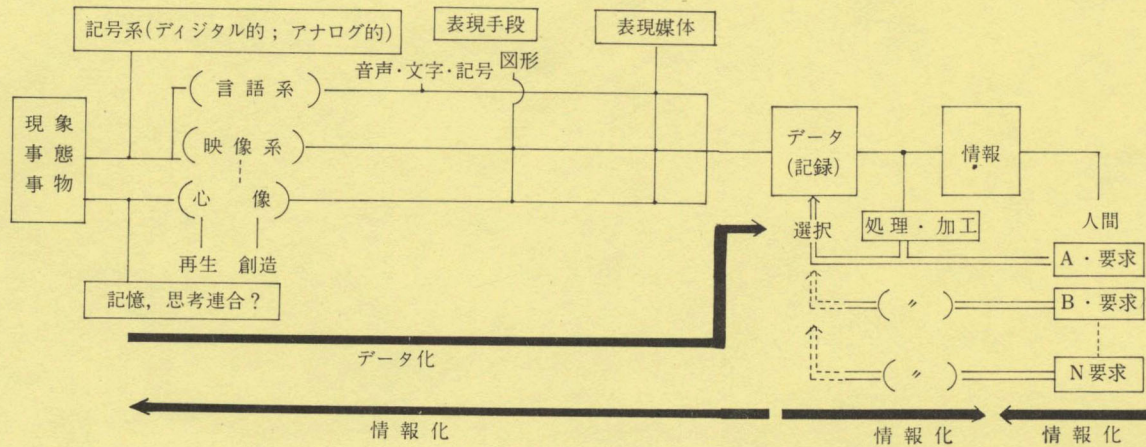 記号系(ディジタル的；アナログ的)
表現手段
表現媒体
図形
音声・文字・記号
(言語系)
現象
事態
事物
(映像系)
(心像)
再生 創造
記憶，思考連合？
データ
(記録)
情報
選択
処理・加工
人間
A・要求
(〃)
B・要求
(〃)
N要求
データ化
情報化
情報化
情報化